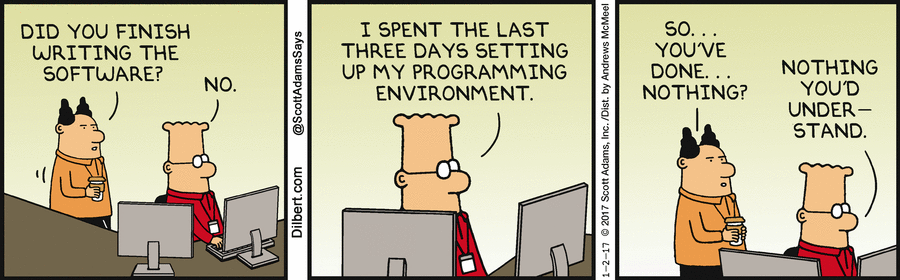 DID YOU FINISH
WRITING THE
SOFTWARE?
NO.
Dilbert.com @ScottAdamsSays
I SPENT THE LAST
THREE DAYS SETTING
UP MY PROGRAMMING
ENVIRONMENT.
1-2-17 © 2017 Scott Adams, Inc. /Dist. by Andrews McMeel
SO...
YOU'VE
DONE...
NOTHING?
NOTHING
YOU'D
UNDER-
STAND.